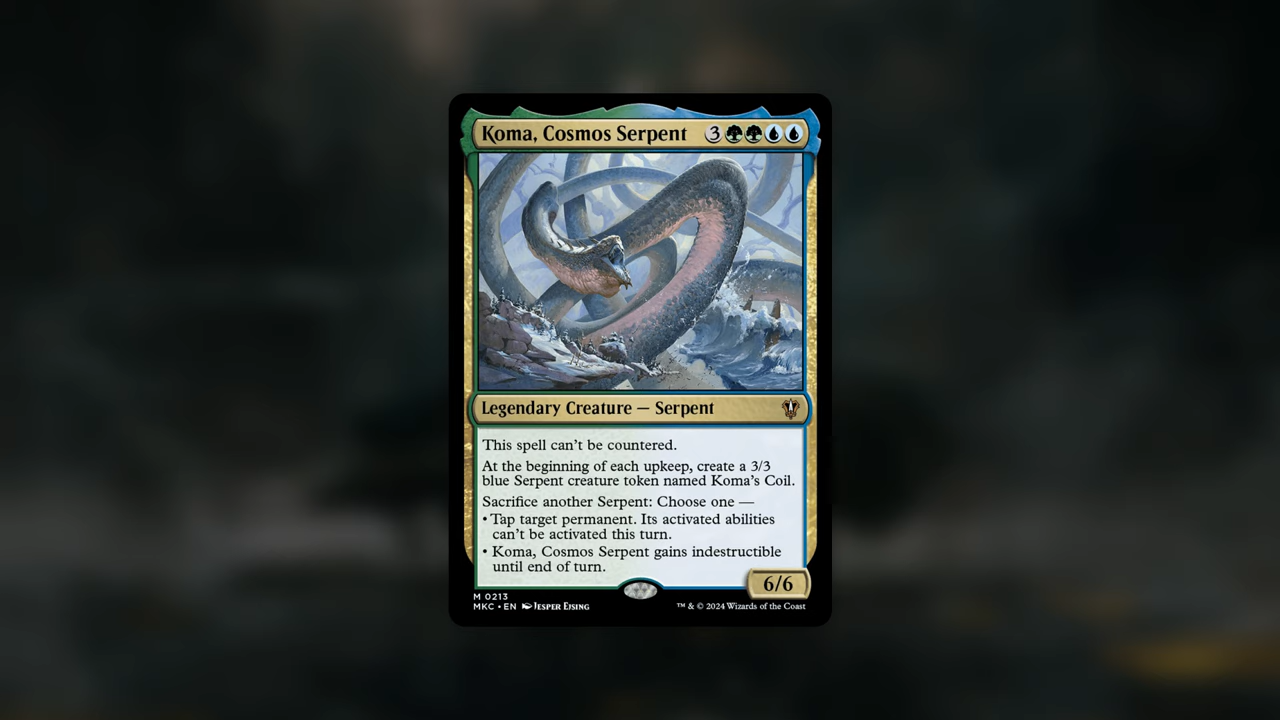 Koma, Cosmos Serpent 3
Legendary Creature — Serpent
This spell can't be countered.
At the beginning of each upkeep, create a 3/3
blue Serpent creature token named Koma's Coil.
Sacrifice another Serpent: Choose one —
• Tap target permanent. Its activated abilities
can't be activated this turn.
• Koma, Cosmos Serpent gains indestructible
until end of turn.
6/6
M 0213
MKC • EN Jesper Ejsing
™ & © 2024 Wizards of the Coast